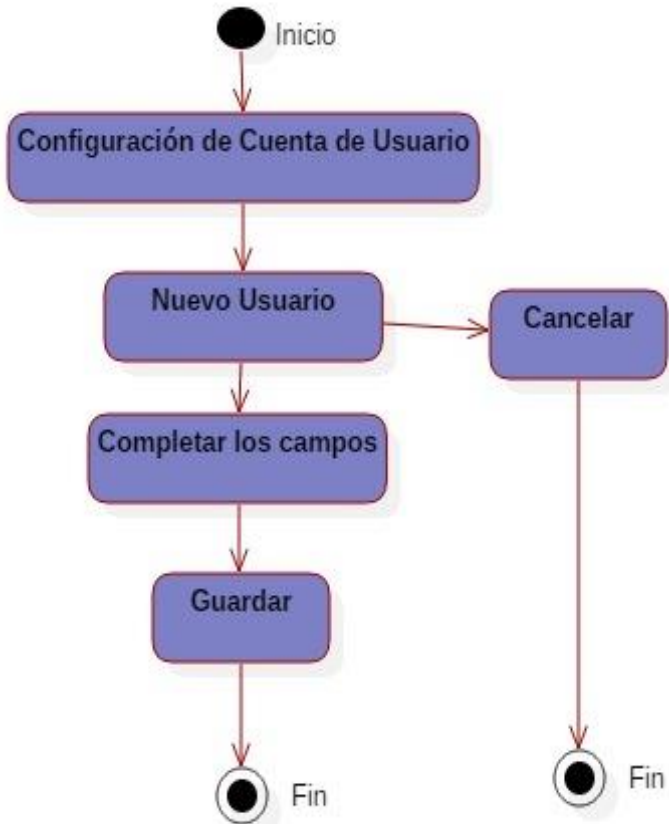 Inicio
Configuración de Cuenta de Usuario
Nuevo Usuario
Cancelar
Completar los campos
Guardar
Fin
Fin